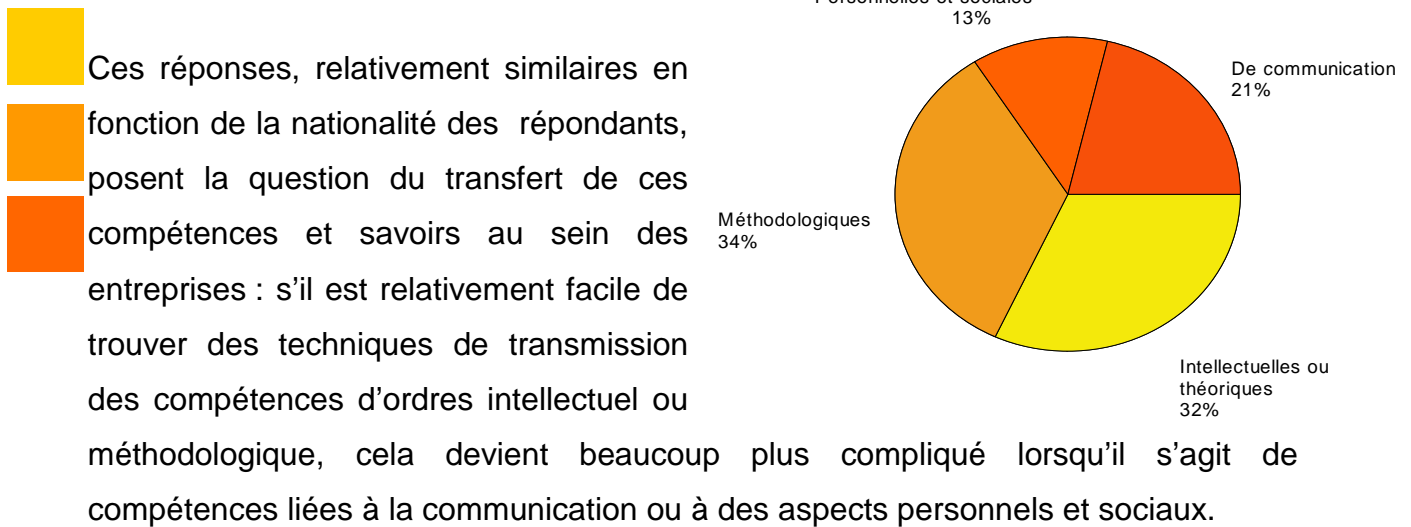 Personnelles et sociales
13%
De communication
21%
Méthodologiques
34%
Intellectuelles ou
théoriques
32%
Ces réponses, relativement similaires en
fonction de la nationalité des répondants,
posent la question du transfert de ces
compétences et savoirs au sein des
entreprises : s’il est relativement facile de
trouver des techniques de transmission
des compétences d’ordres intellectuel ou
méthodologique, cela devient beaucoup plus compliqué lorsqu’il s’agit de
compétences liées à la communication ou à des aspects personnels et sociaux.